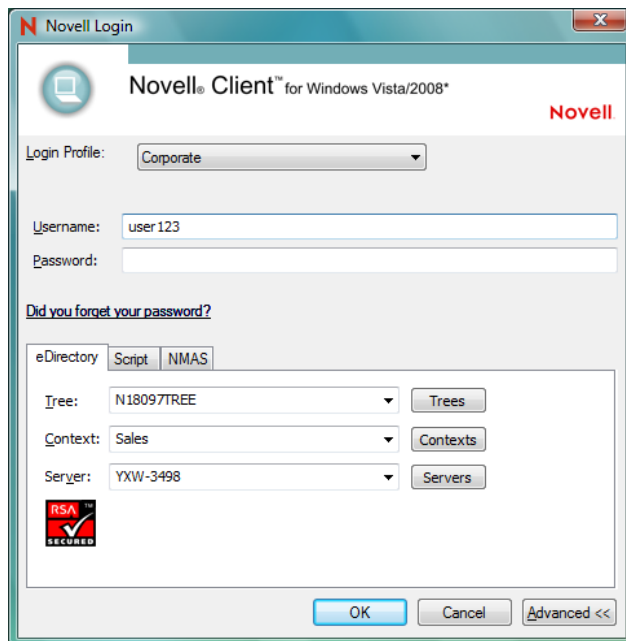 N Novell Login
Novell® Client™ for Windows Vista/2008*
Novell
Login Profile: Corporate
Username: user123
Password:
Did you forget your password?
eDirectory Script NMAS
Tree: N18097TREE Trees
Context: Sales Contexts
Server: YXW-3498 Servers
RSA™
SECURED
OK Cancel Advanced <<